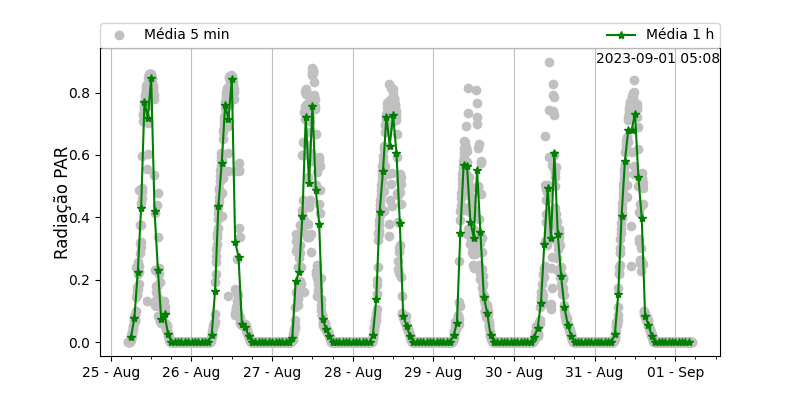 Média 5 min
Média 1 h
2023-09-01 05:08
Radiação PAR
0.8
0.6
0.4
0.2
0.0
25 - Aug
26 - Aug
27 - Aug
28 - Aug
29 - Aug
30 - Aug
31 - Aug
01 - Sep